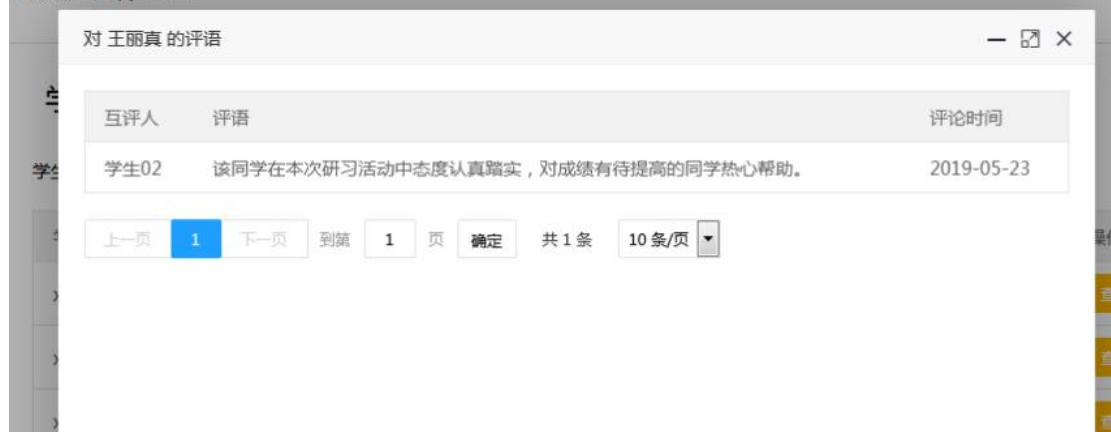 对 王丽真 的评语
互评人 评语 评论时间
学生02 该同学在本次研习活动中态度认真踏实，对成绩有待提高的同学热心帮助。 2019-05-23
上一页 1 下一页 到第 1 页 确定 共 1 条 10 条/页